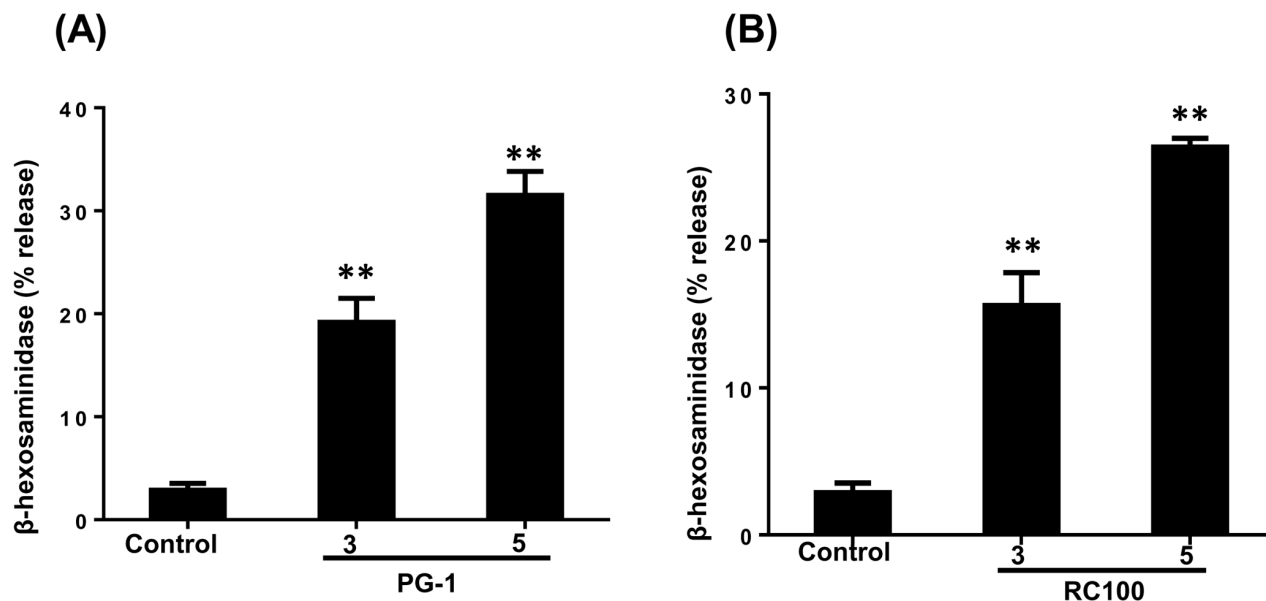 (A)
β-hexosaminidase (% release)
40
30
20
10
0
**
**
Control
3
5
PG-1
(B)
β-hexosaminidase (% release)
30
20
10
0
**
**
Control
3
5
RC100